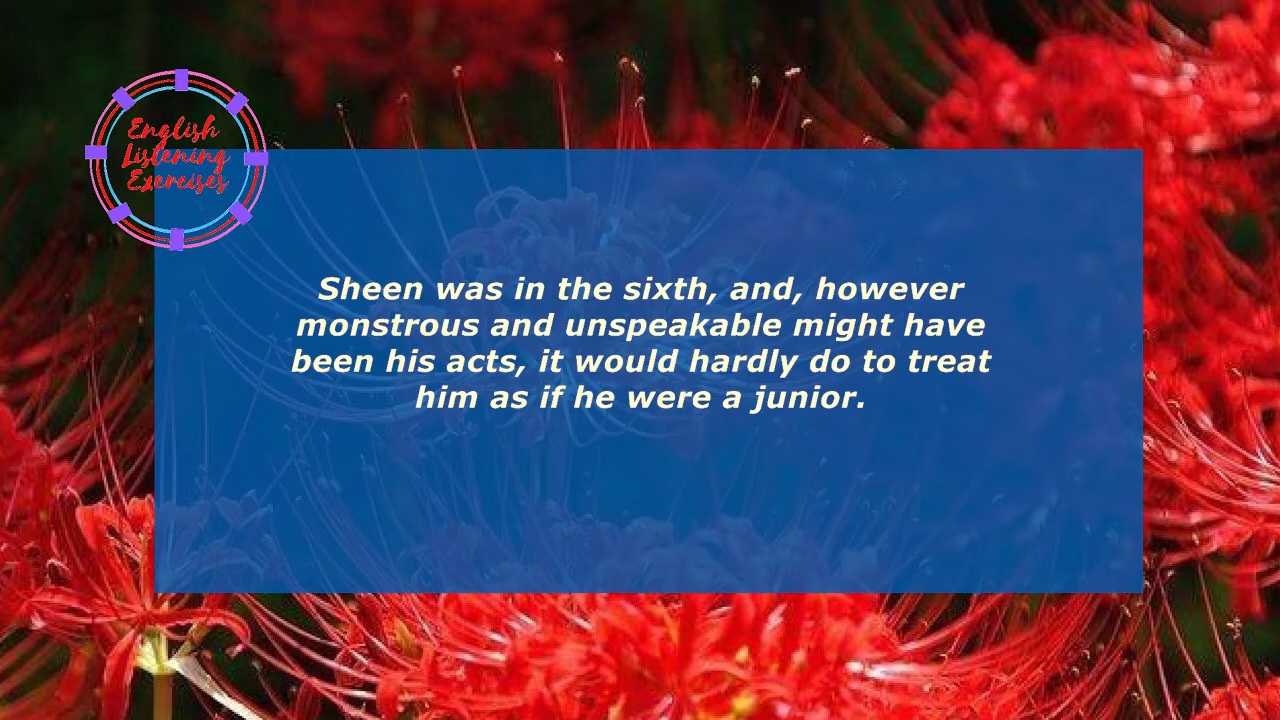 English
Listening
Exercises
Sheen was in the sixth, and, however
monstrous and unspeakable might have
been his acts, it would hardly do to treat
him as if he were a junior.